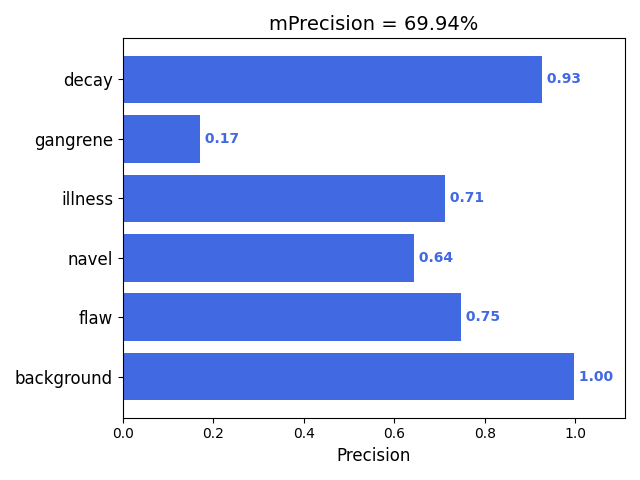 mPrecision = 69.94%
decay 0.93
gangrene 0.17
illness 0.71
navel 0.64
flaw 0.75
background 1.00
0.0 0.2 0.4 0.6 0.8 1.0
Precision